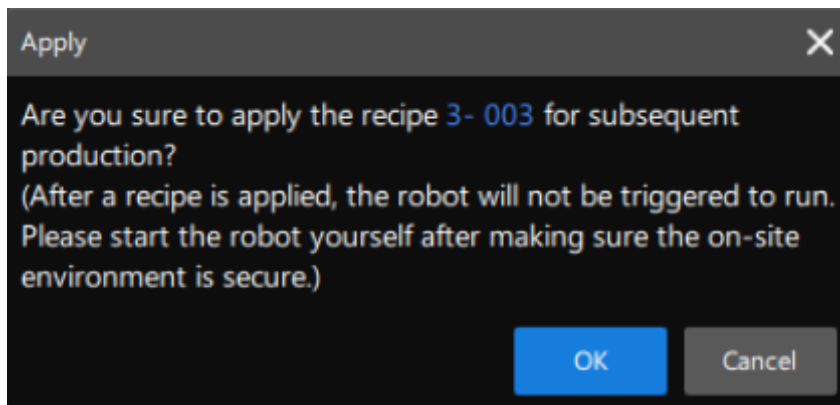 Apply
Are you sure to apply the recipe 3- 003 for subsequent
production?
(After a recipe is applied, the robot will not be triggered to run.
Please start the robot yourself after making sure the on-site
environment is secure.)
OK
Cancel